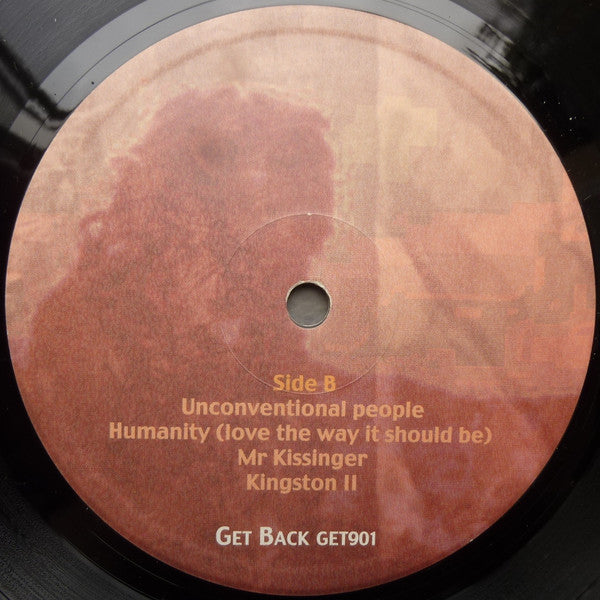 Side B
Unconventional people
Humanity (love the way it should be)
Mr Kissinger
Kingston II
GET BACK GET901